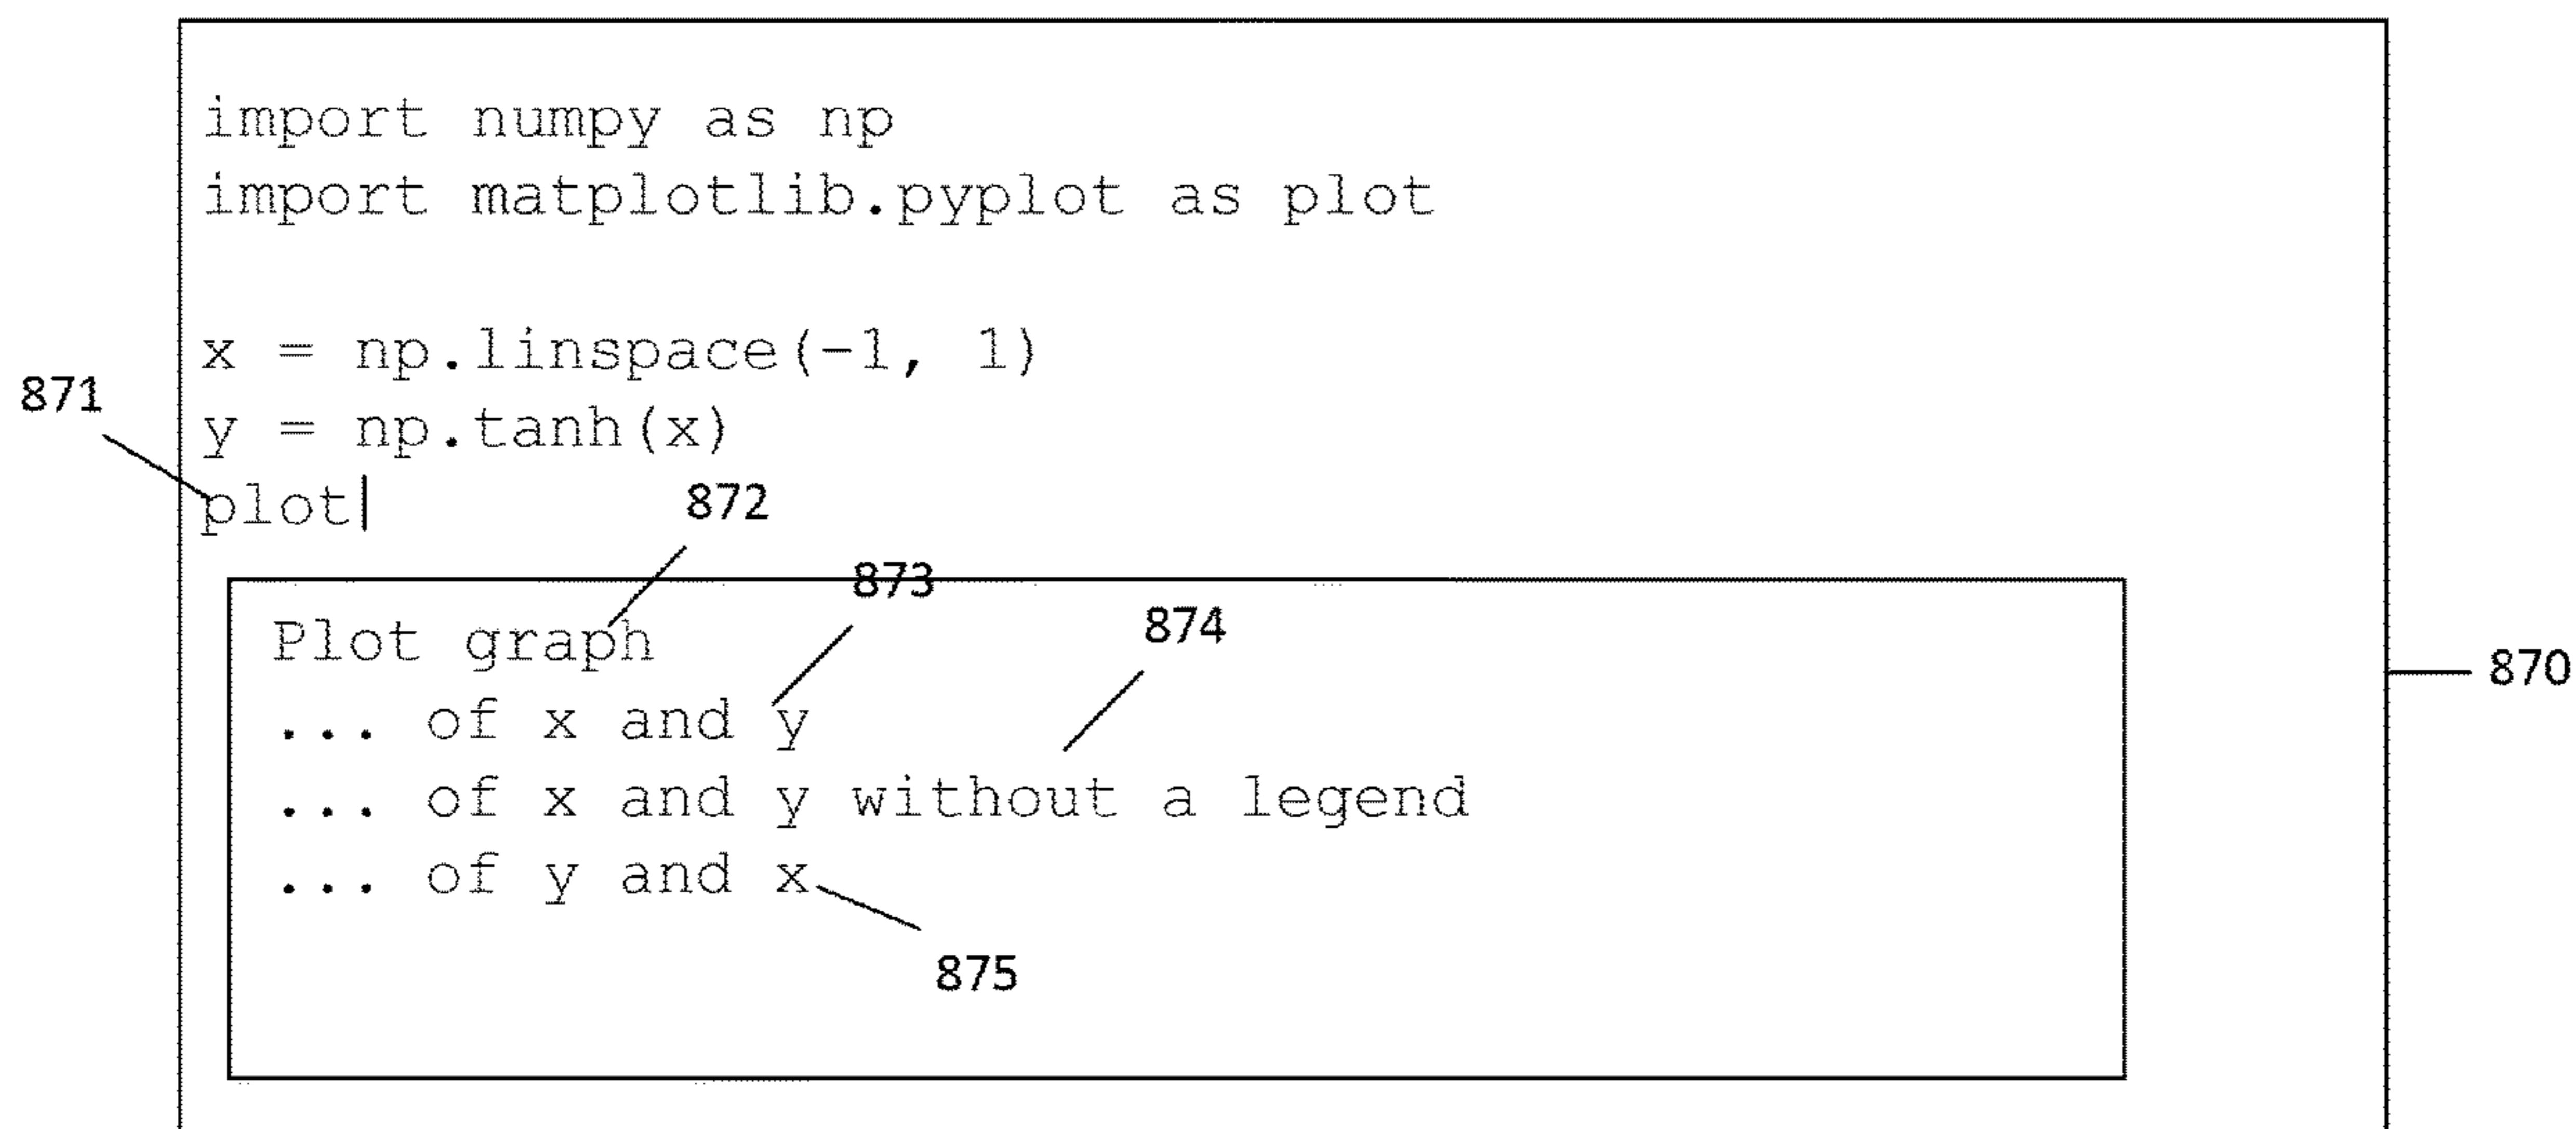 import numpy as np
import matplotlib.pyplot as plot
x = np.linspace(-1, 1)
871
y = np.tanh(x)
plot|
872
873
Plot graph
874
870
... of x and y
... of x and y without a legend
... of y and x
875